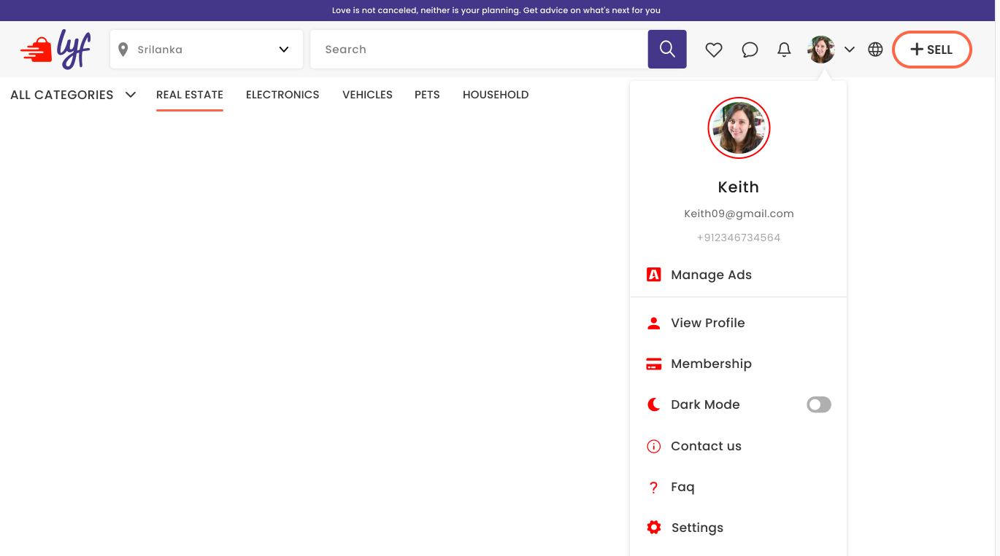 Love is not canceled, neither is your planning. Get advice on what's next for you
lyf
Srilanka
Search
SELL
ALL CATEGORIES
REAL ESTATE
ELECTRONICS
VEHICLES
PETS
HOUSEHOLD
Keith
Keith09@gmail.com
+912346734564
Manage Ads
View Profile
Membership
Dark Mode
Contact us
Faq
Settings